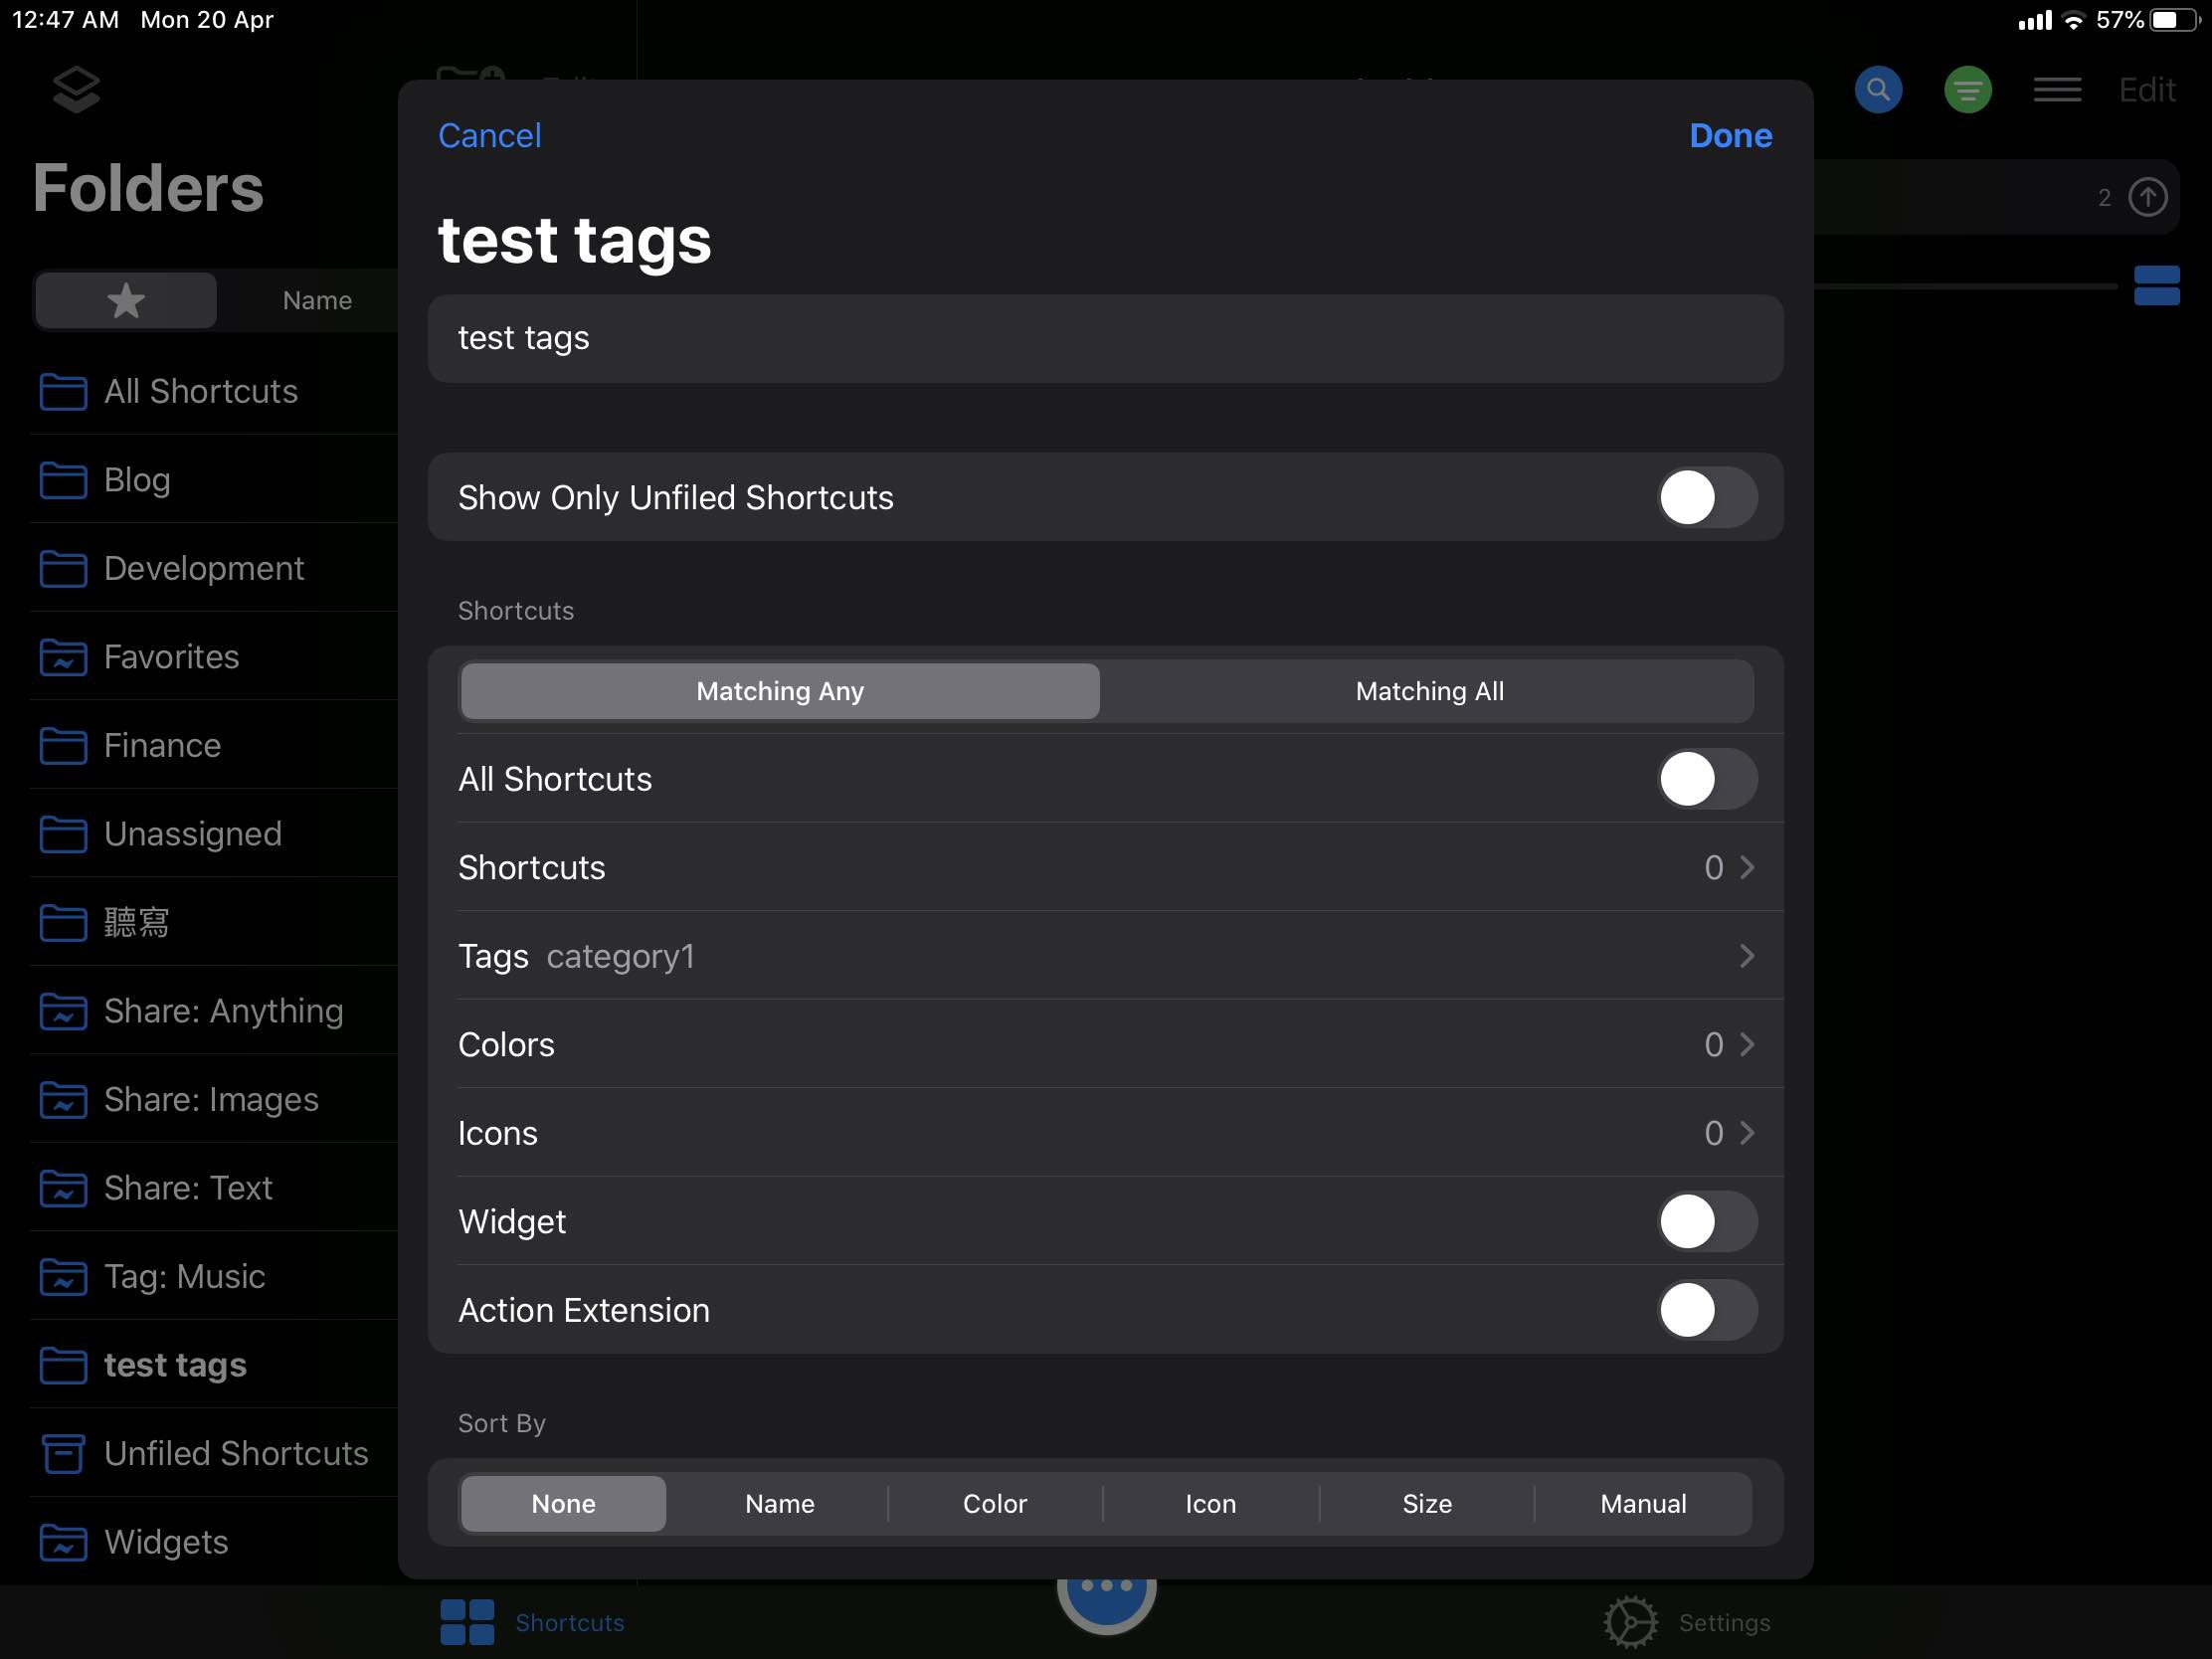 12:47 AM Mon 20 Apr
57%
Edit
Folders
Name
All Shortcuts
Blog
Development
Favorites
Finance
Unassigned
聽寫
Share: Anything
Share: Images
Share: Text
Tag: Music
test tags
Unfiled Shortcuts
Widgets
2
Cancel
Done
test tags
test tags
Show Only Unfiled Shortcuts
Shortcuts
Matching Any
Matching All
All Shortcuts
Shortcuts 0
Tags category1
Colors 0
Icons 0
Widget
Action Extension
Sort By
None Name Color Icon Size Manual
Shortcuts
Settings